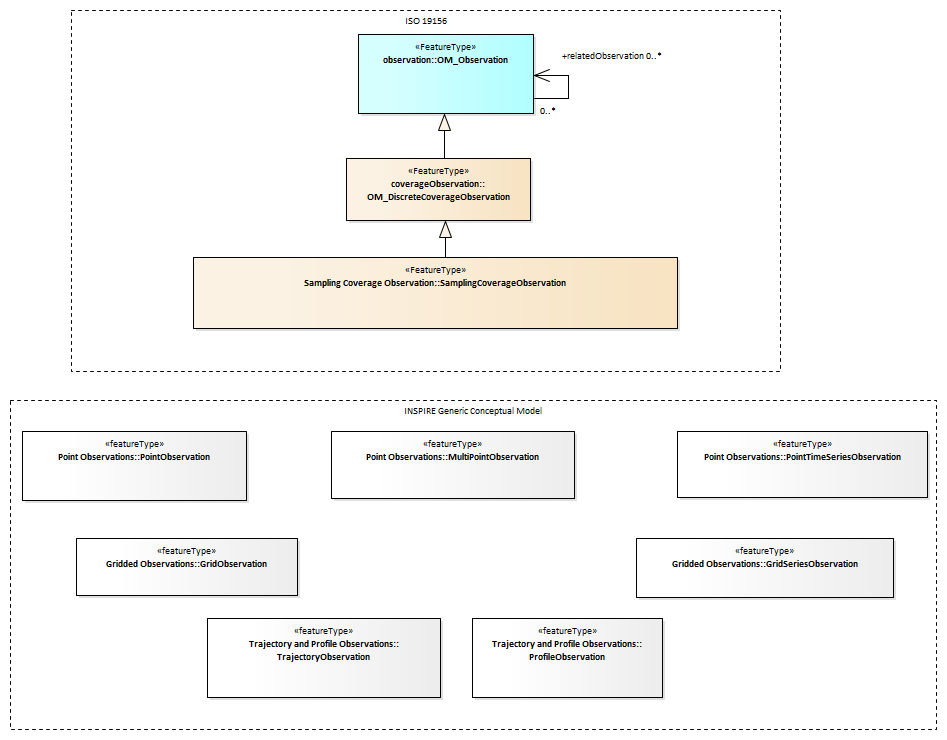 ISO 19156
«FeatureType»
observation::OM_Observation
+relatedObservation 0..*
0..*
«FeatureType»
coverageObservation::
OM_DiscreteCoverageObservation
«FeatureType»
Sampling Coverage Observation::SamplingCoverageObservation
INSPIRE Generic Conceptual Model
«featureType»
Point Observations::PointObservation
«featureType»
Point Observations::MultiPointObservation
«featureType»
Point Observations::PointTimeSeriesObservation
«featureType»
Gridded Observations::GridObservation
«featureType»
Gridded Observations::GridSeriesObservation
«featureType»
Trajectory and Profile Observations::
TrajectoryObservation
«featureType»
Trajectory and Profile Observations::
ProfileObservation